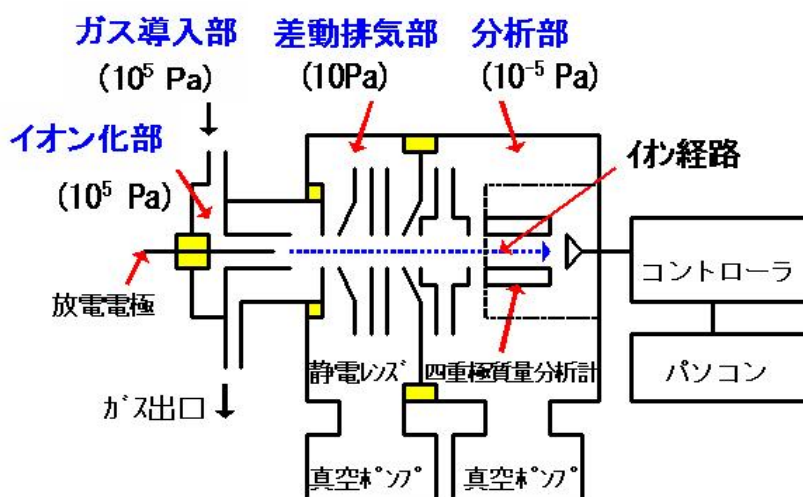 ガス導入部
(10⁵ Pa)
差動排気部
(10Pa)
分析部
(10⁻⁵ Pa)
イオン化部
(10⁵ Pa)
ｲｵﾝ経路
放電電極
コントローラ
静電ﾚﾝｽﾞ
四重極質量分析計
パソコン
ｶﾞｽ出口
真空ﾎﾟﾝﾌﾟ
真空ﾎﾟﾝﾌﾟ